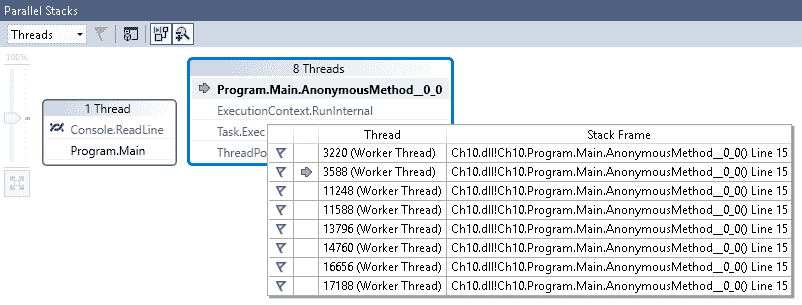 Parallel Stacks
Threads
100%
8 Threads
Program.Main.AnonymousMethod__0_0
1 Thread
ExecutionContext.RunInternal
Console.ReadLine
Task.Exec
Program.Main
ThreadPo
Thread Stack Frame
3220 (Worker Thread) Ch10.dll!Ch10.Program.Main.AnonymousMethod__0_0() Line 15
3588 (Worker Thread) Ch10.dll!Ch10.Program.Main.AnonymousMethod__0_0() Line 15
11248 (Worker Thread) Ch10.dll!Ch10.Program.Main.AnonymousMethod__0_0() Line 15
11588 (Worker Thread) Ch10.dll!Ch10.Program.Main.AnonymousMethod__0_0() Line 15
13796 (Worker Thread) Ch10.dll!Ch10.Program.Main.AnonymousMethod__0_0() Line 15
14760 (Worker Thread) Ch10.dll!Ch10.Program.Main.AnonymousMethod__0_0() Line 15
16656 (Worker Thread) Ch10.dll!Ch10.Program.Main.AnonymousMethod__0_0() Line 15
17188 (Worker Thread) Ch10.dll!Ch10.Program.Main.AnonymousMethod__0_0() Line 15